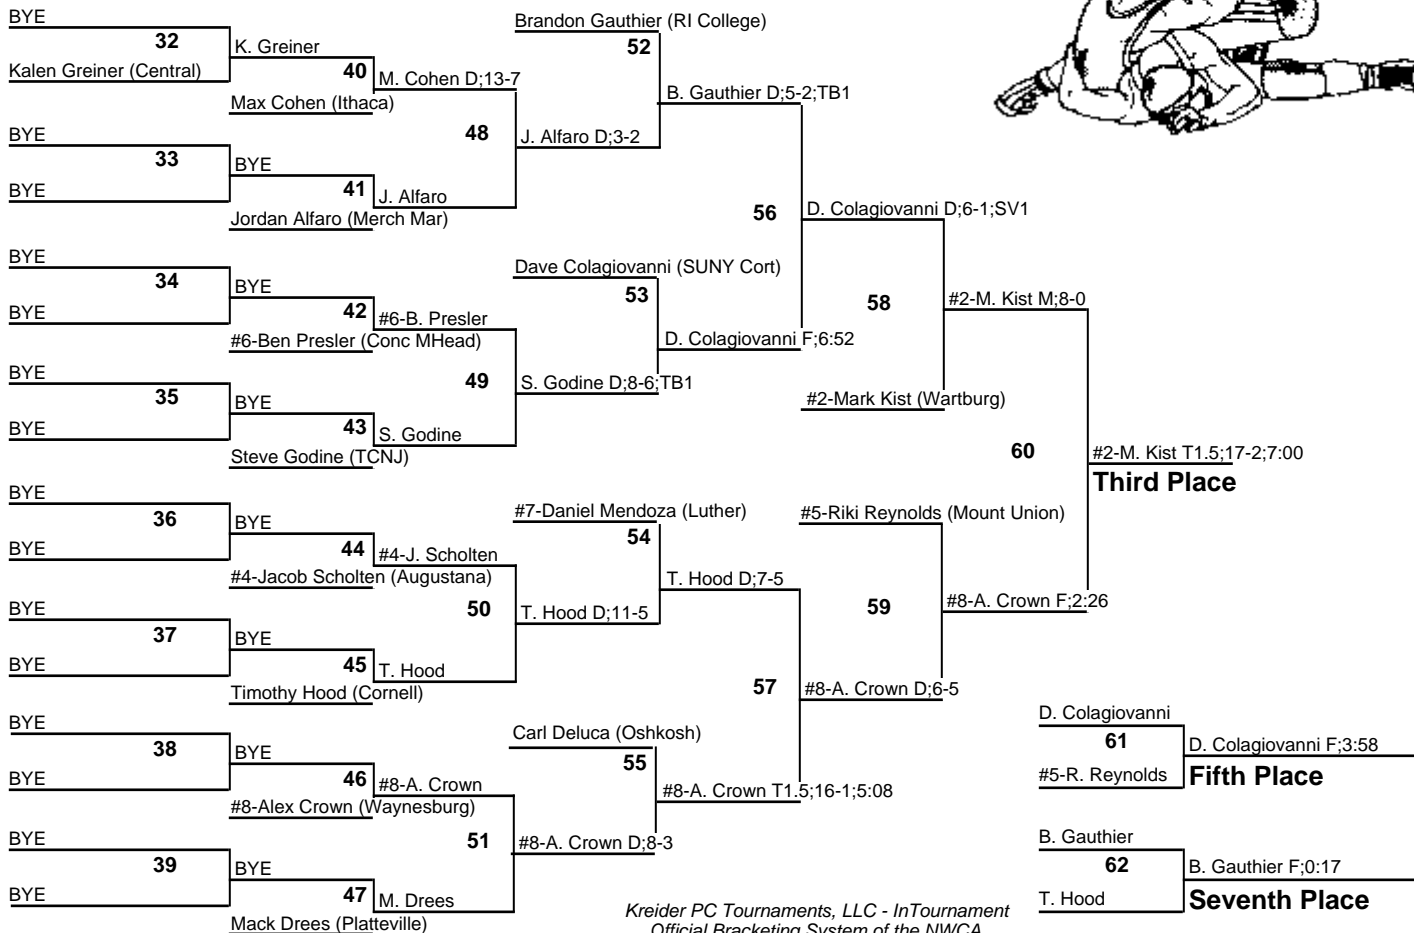 BYE
32
Kalen Greiner (Central)
K. Greiner
40
Max Cohen (Ithaca)
M. Cohen D;13-7
BYE
33
BYE
BYE
41
Jordan Alfaro (Merch Mar)
J. Alfaro
48
J. Alfaro D;3-2
Brandon Gauthier (RI College)
52
B. Gauthier D;5-2;TB1
BYE
34
BYE
BYE
42
#6-Ben Presler (Conc MHead)
#6-B. Presler
BYE
35
BYE
BYE
43
Steve Godine (TCNJ)
S. Godine
49
S. Godine D;8-6;TB1
Dave Colagiovanni (SUNY Cort)
53
D. Colagiovanni F;6:52
56
D. Colagiovanni D;6-1;SV1
58
#2-Mark Kist (Wartburg)
#2-M. Kist M;8-0
BYE
36
BYE
BYE
44
#4-Jacob Scholten (Augustana)
#4-J. Scholten
BYE
37
BYE
BYE
45
Timothy Hood (Cornell)
T. Hood
50
T. Hood D;11-5
#7-Daniel Mendoza (Luther)
54
T. Hood D;7-5
BYE
38
BYE
BYE
46
#8-Alex Crown (Waynesburg)
#8-A. Crown
BYE
39
BYE
BYE
47
Mack Drees (Platteville)
M. Drees
51
#8-A. Crown D;8-3
Carl Deluca (Oshkosh)
55
#8-A. Crown T1.5;16-1;5:08
57
#8-A. Crown D;6-5
#5-Riki Reynolds (Mount Union)
59
#8-A. Crown F;2:26
60
#2-M. Kist T1.5;17-2;7:00
Third Place
D. Colagiovanni
61
#5-R. Reynolds
D. Colagiovanni F;3:58
Fifth Place
B. Gauthier
62
T. Hood
B. Gauthier F;0:17
Seventh Place
Kreider PC Tournaments, LLC - InTournament
Official Bracketing System of the NWCA